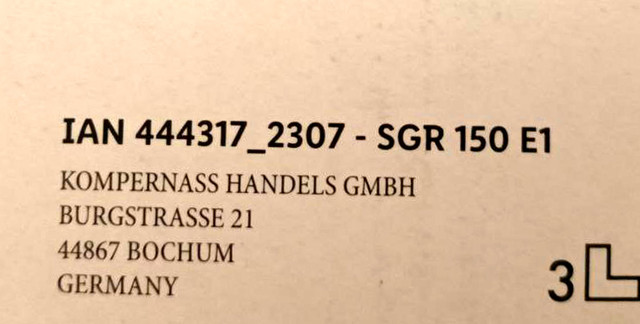 IAN 444317_2307 - SGR 150 E1
KOMPERNASS HANDELS GMBH
BURGSTRASSE 21
44867 BOCHUM
GERMANY
3